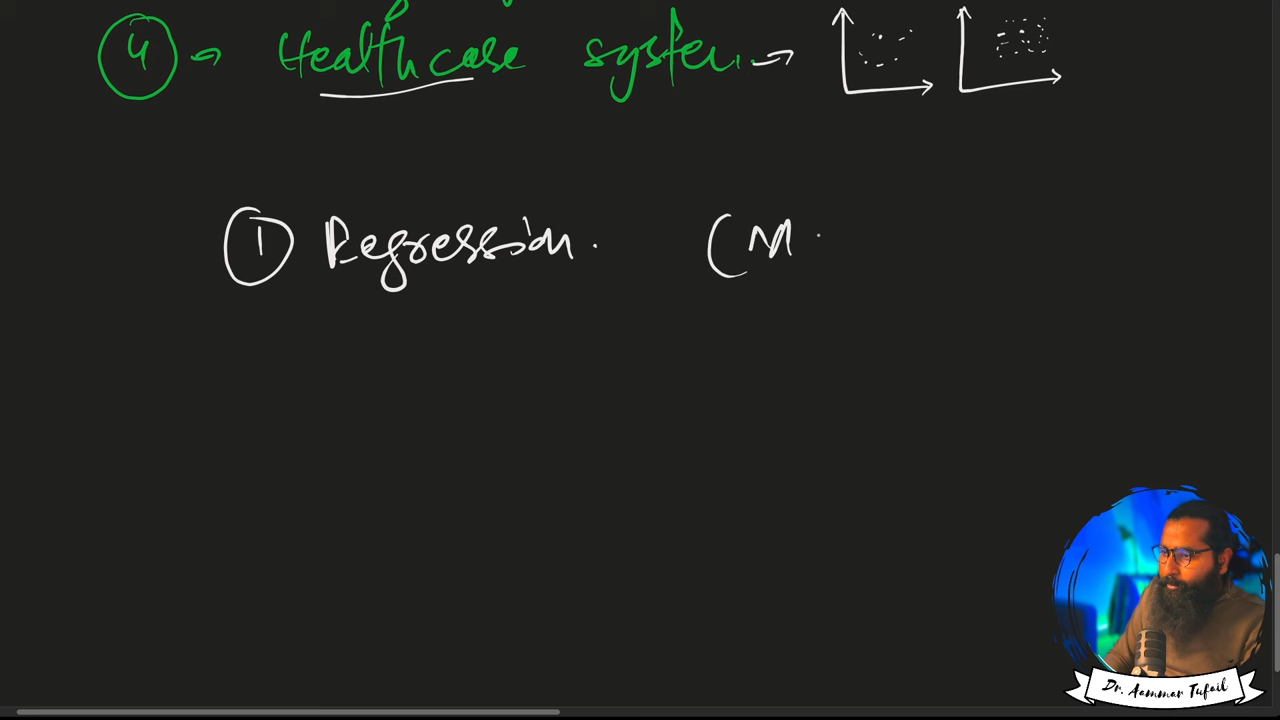 4 → Healthcare system. →
① Regression. (M
Dr. Aammar Tufail